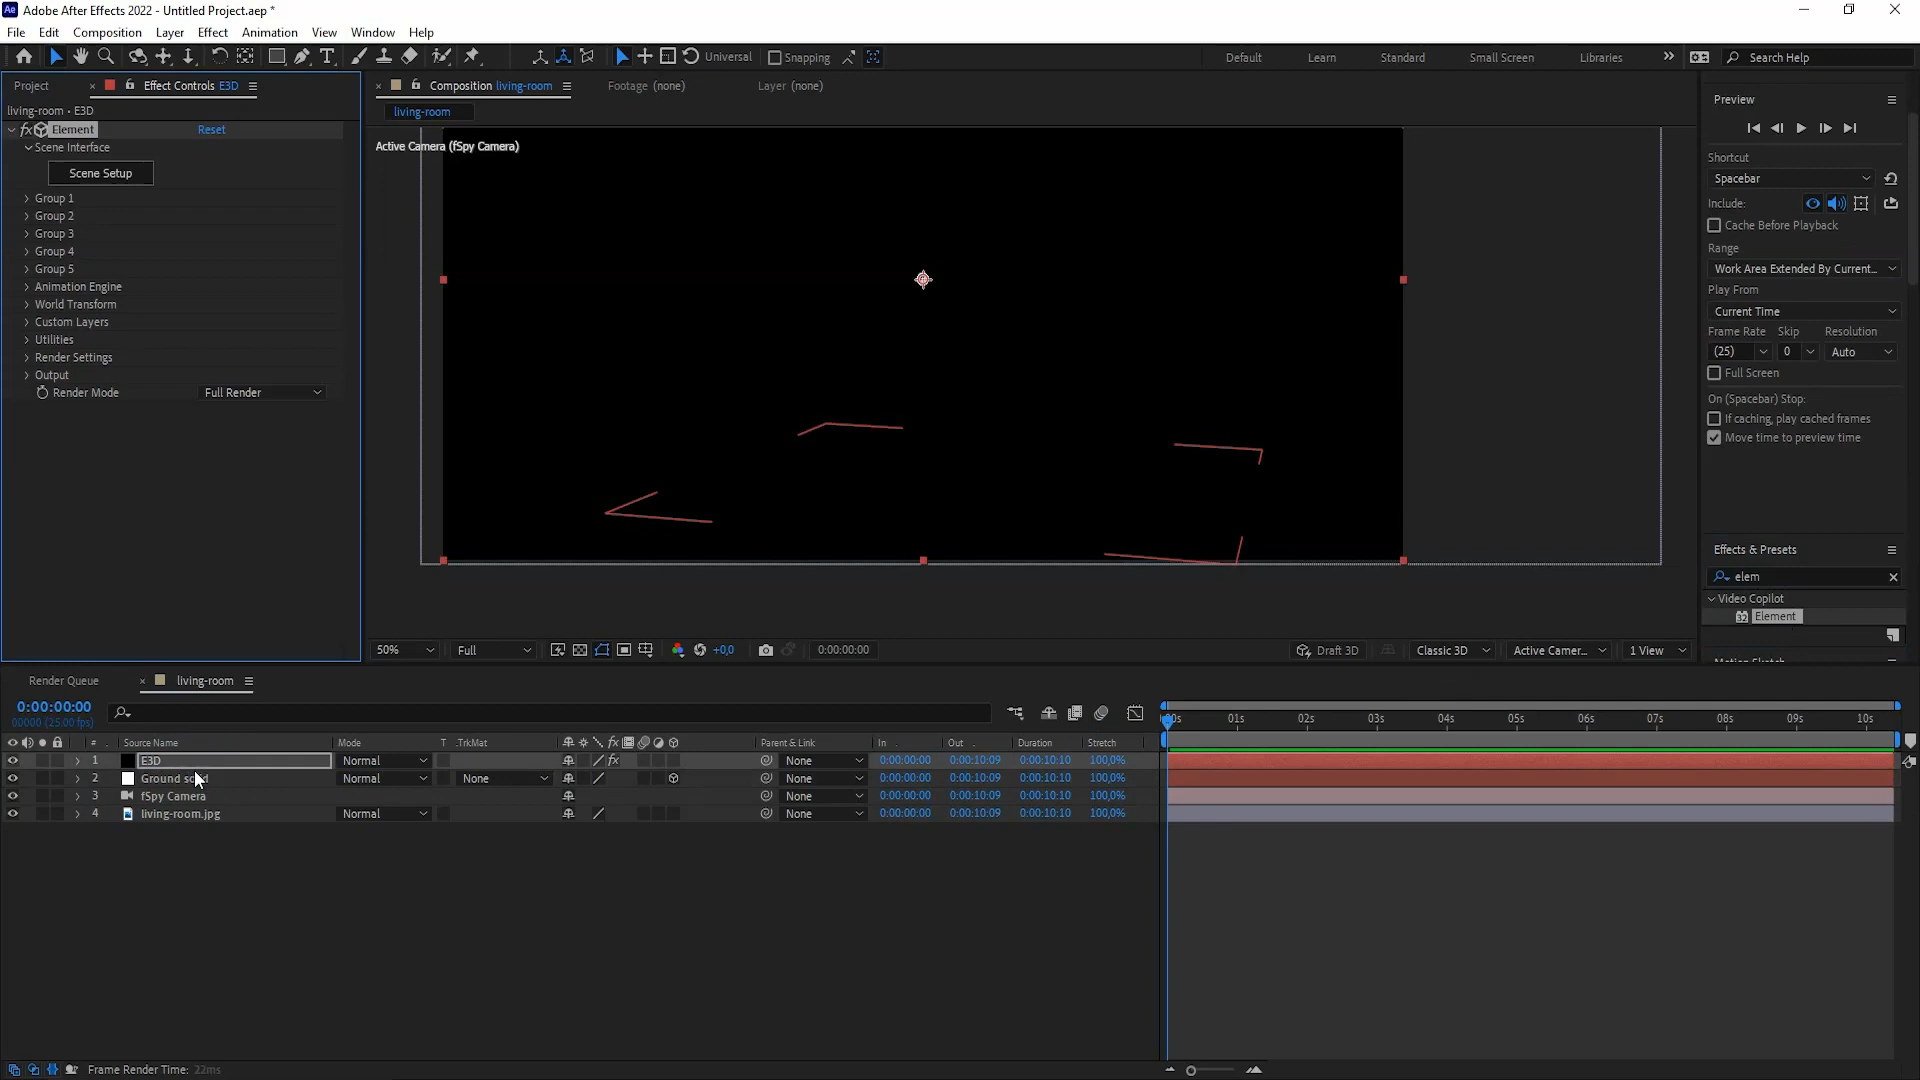 Adobe After Effects 2022 - Untitled Project.aep *
File Edit Composition Layer Effect Animation View Window Help
Universal Snapping Default Learn Standard Small Screen Libraries Search Help
Project Effect Controls E3D Composition living-room Footage (none) Layer (none)
living-room • E3D
living-room
fx Element Reset
Scene Interface
Scene Setup
Group 1
Group 2
Group 3
Group 4
Group 5
Animation Engine
World Transform
Custom Layers
Utilities
Render Settings
Output
Render Mode Full Render
Active Camera (fSpy Camera)
50% Full +0,0 0:00:00:00 Draft 3D Classic 3D Active Camer... 1 View
Preview
Shortcut
Spacebar
Include:
Cache Before Playback
Range
Work Area Extended By Current...
Play From
Current Time
Frame Rate Skip Resolution
(25) 0 Auto
Full Screen
On (Spacebar) Stop:
If caching, play cached frames
Move time to preview time
Effects & Presets
elem
Video Copilot
32 Element
Render Queue living-room
0:00:00:00
00000 (25.00 fps)
01s 02s 03s 04s 05s 06s 07s 08s 09s 10s
# Source Name Mode T .TrkMat fx Parent & Link In Out Duration Stretch
1 E3D Normal fx None 0:00:00:00 0:00:10:09 0:00:10:10 100,0%
2 Ground solid Normal None None 0:00:00:00 0:00:10:09 0:00:10:10 100,0%
3 fSpy Camera None 0:00:00:00 0:00:10:09 0:00:10:10 100,0%
4 living-room.jpg Normal None 0:00:00:00 0:00:10:09 0:00:10:10 100,0%
Frame Render Time: 22ms